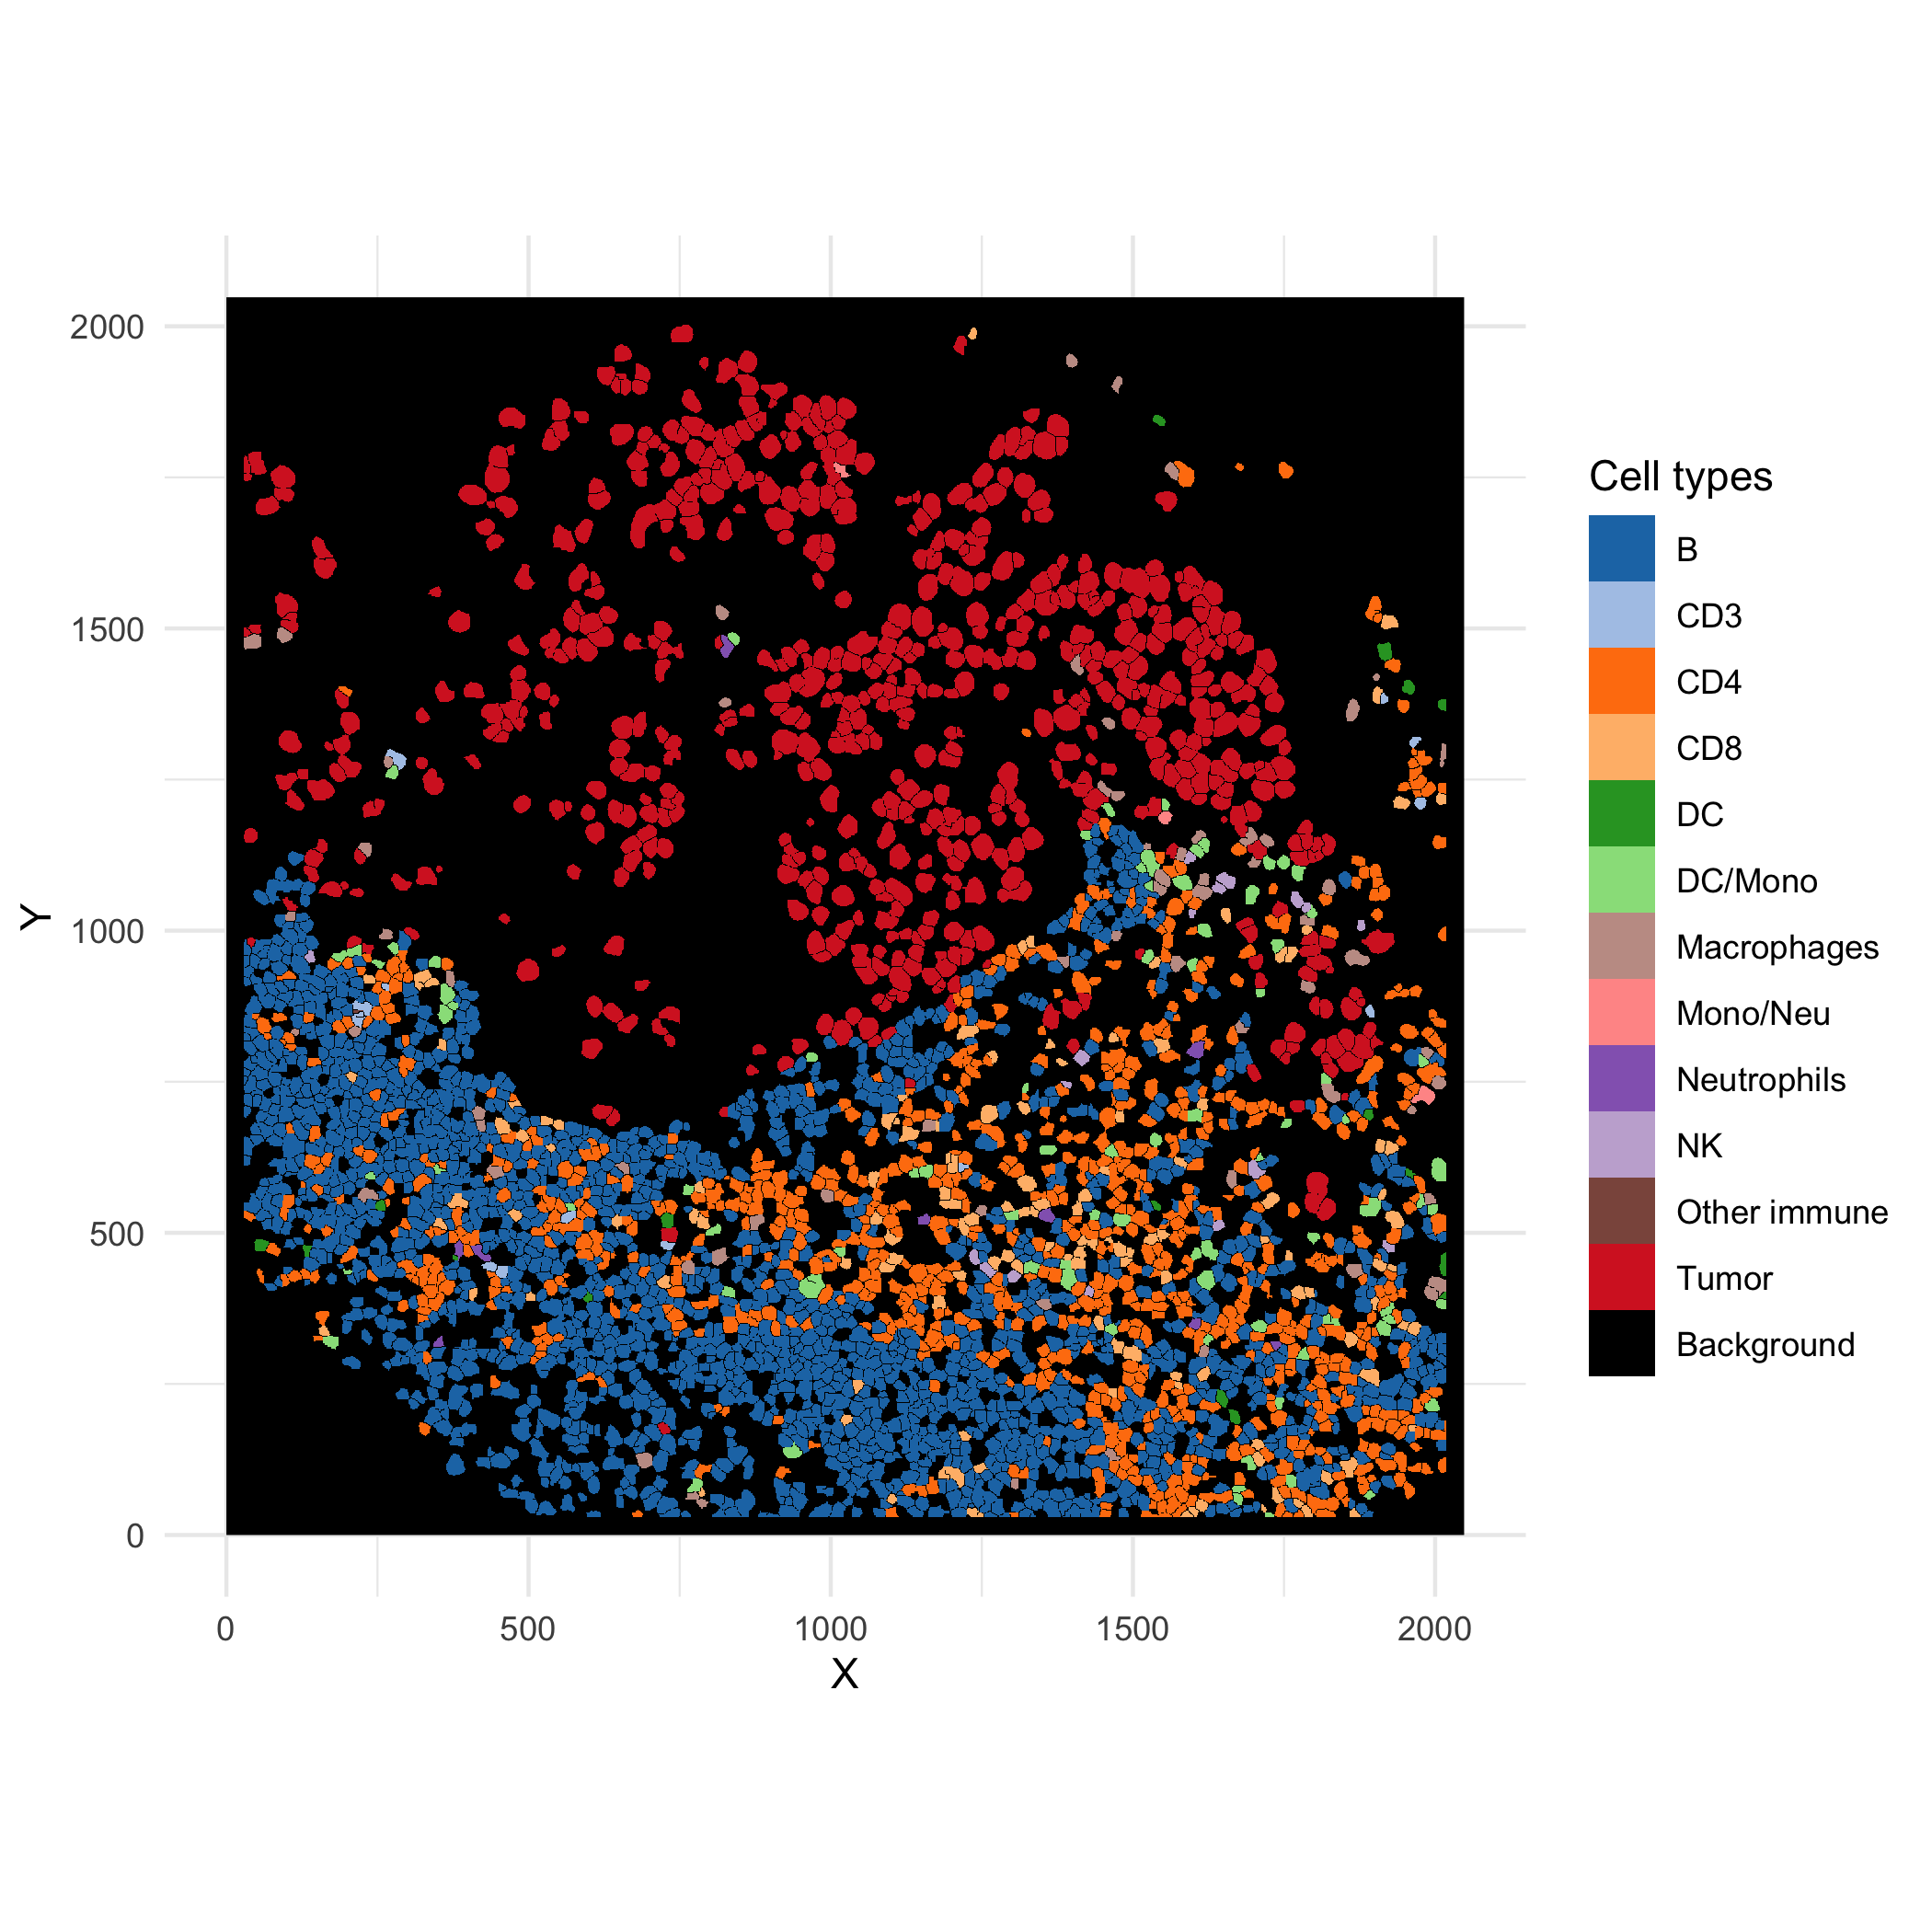 2000
1500
1000
500
0
Y
0 500 1000 1500 2000
X
Cell types
B
CD3
CD4
CD8
DC
DC/Mono
Macrophages
Mono/Neu
Neutrophils
NK
Other immune
Tumor
Background